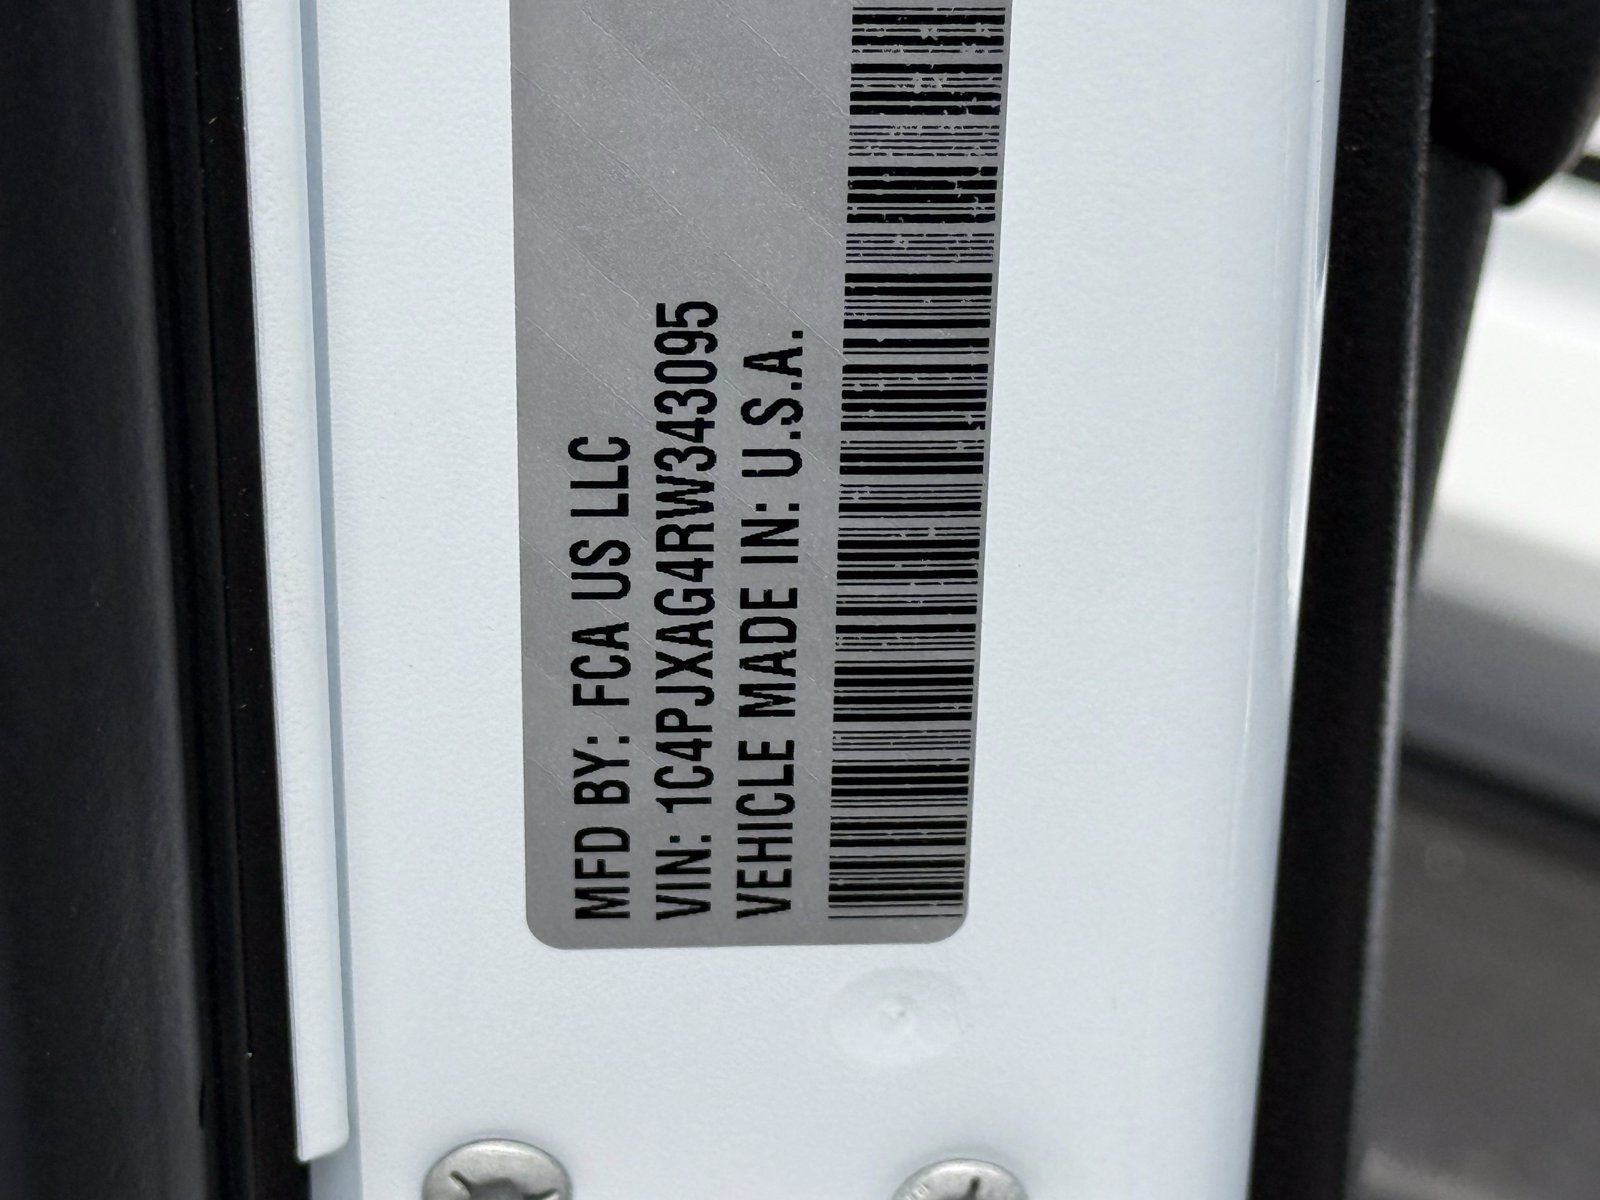 MFD BY: FCA US LLC
VIN: 1C4PJXAG4RW343095
VEHICLE MADE IN: U.S.A.